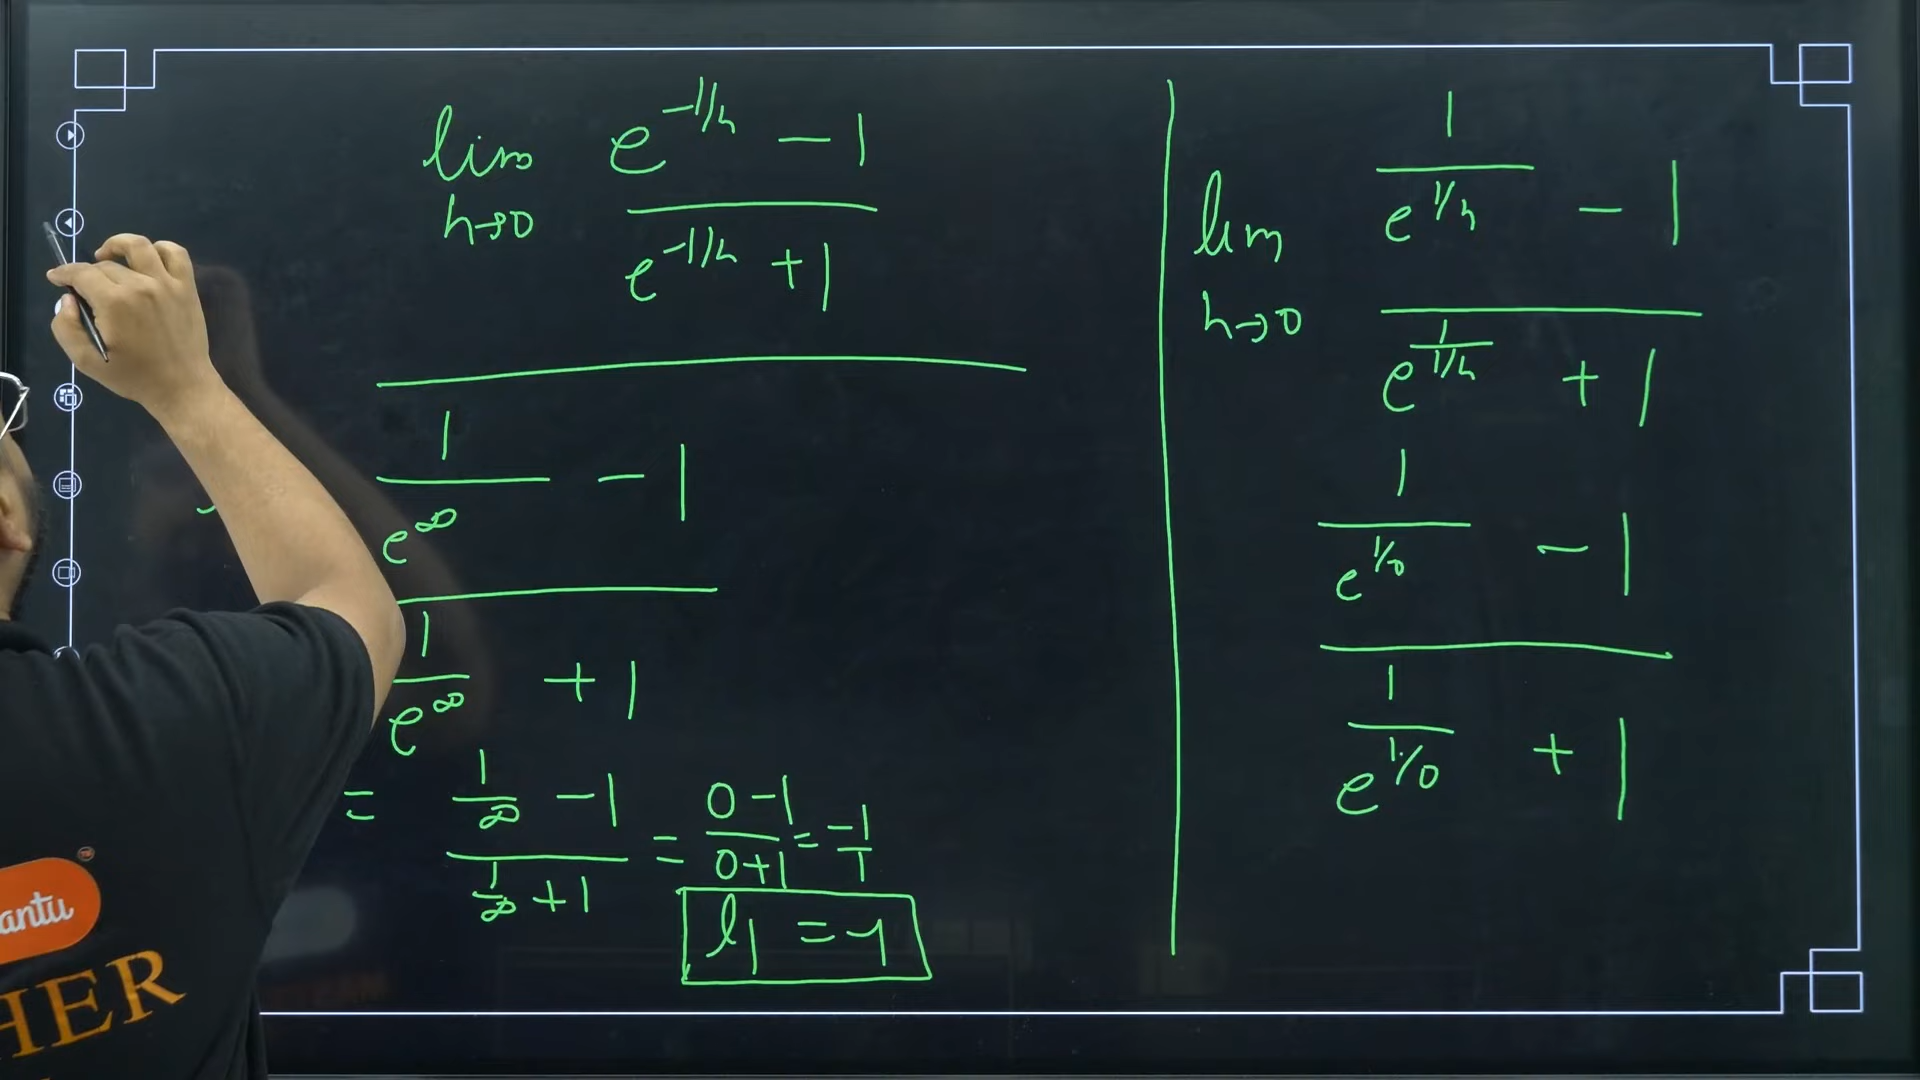 lim e^{-1/h} - 1
h→0 e^{-1/h} + 1
1
e^∞ - 1
1
e^∞ + 1
= 1/∞ - 1 = 0-1 = -1
1/∞ + 1 0+1 1
l₁ = -1
1
lim e^{1/h} - 1
h→0 1
e^{1/h} + 1
1
e^{1/0} - 1
1
e^{1/0} + 1
antu
HER